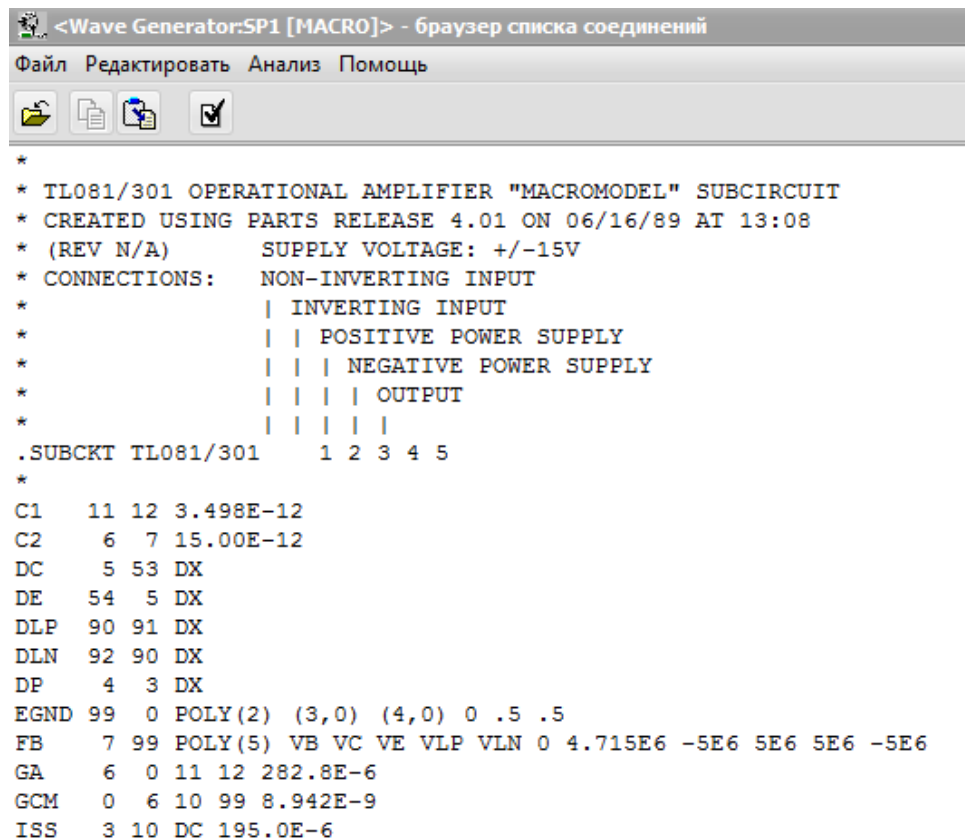 <Wave Generator:SP1 [MACRO]> - браузер списка соединений
Файл Редактировать Анализ Помощь
*
* TL081/301 OPERATIONAL AMPLIFIER "MACROMODEL" SUBCIRCUIT
* CREATED USING PARTS RELEASE 4.01 ON 06/16/89 AT 13:08
* (REV N/A)      SUPPLY VOLTAGE: +/-15V
* CONNECTIONS:   NON-INVERTING INPUT
*                | INVERTING INPUT
*                | | POSITIVE POWER SUPPLY
*                | | | NEGATIVE POWER SUPPLY
*                | | | | OUTPUT
*                | | | | |
.SUBCKT TL081/301    1 2 3 4 5
*
C1   11 12 3.498E-12
C2    6  7 15.00E-12
DC    5 53 DX
DE   54  5 DX
DLP  90 91 DX
DLN  92 90 DX
DP    4  3 DX
EGND 99  0 POLY(2) (3,0) (4,0) 0 .5 .5
FB    7 99 POLY(5) VB VC VE VLP VLN 0 4.715E6 -5E6 5E6 5E6 -5E6
GA    6  0 11 12 282.8E-6
GCM   0  6 10 99 8.942E-9
ISS   3 10 DC 195.0E-6